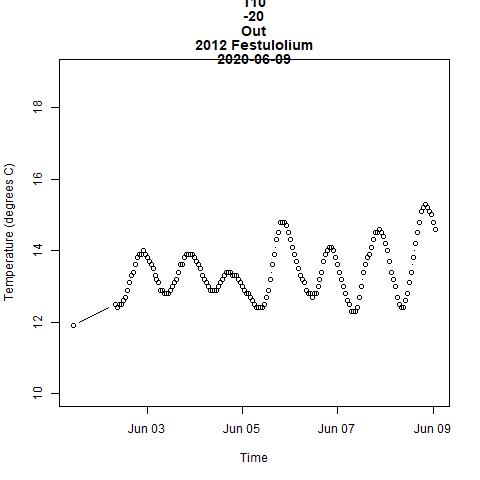 110
-20
Out
2012 Festulolium
2020-06-09
Temperature (degrees C)
18
16
14
12
10
Jun 03
Jun 05
Jun 07
Jun 09
Time